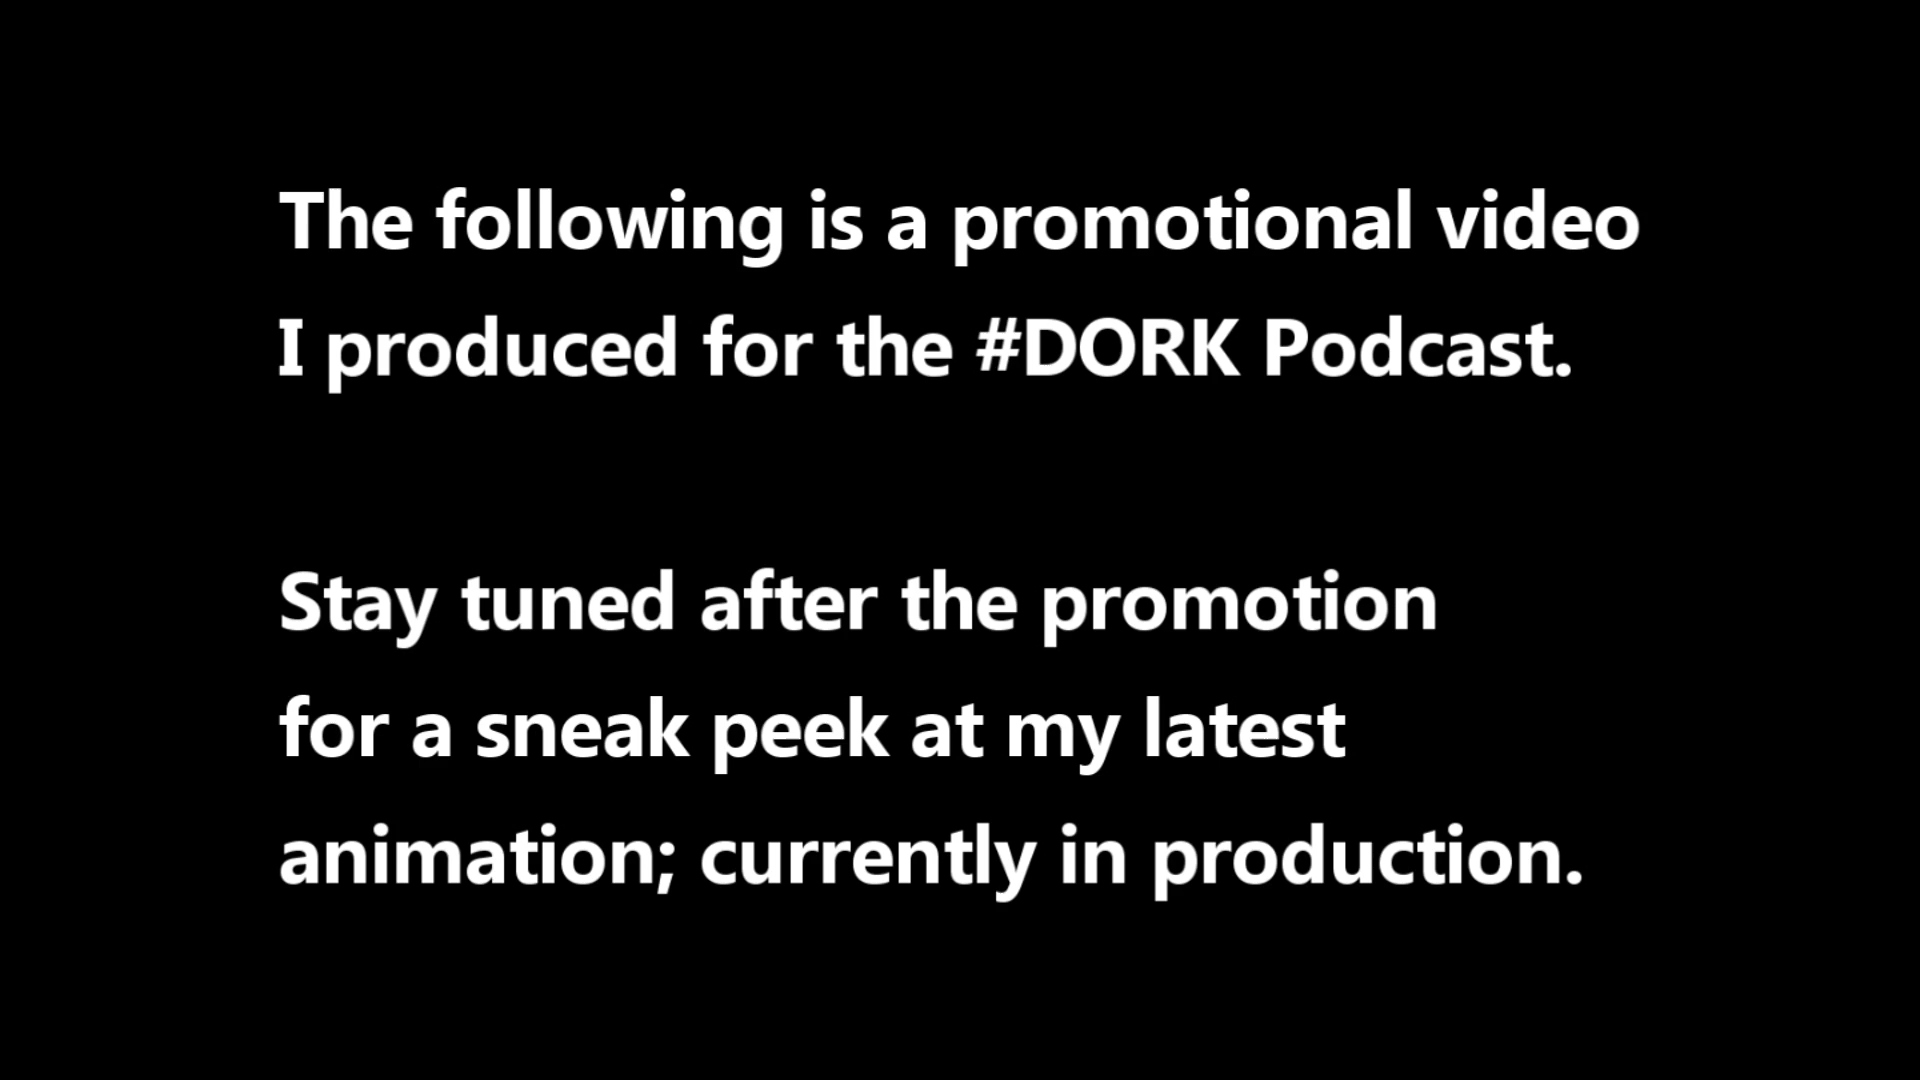 The following is a promotional video
I produced for the #DORK Podcast.
Stay tuned after the promotion
for a sneak peek at my latest
animation; currently in production.